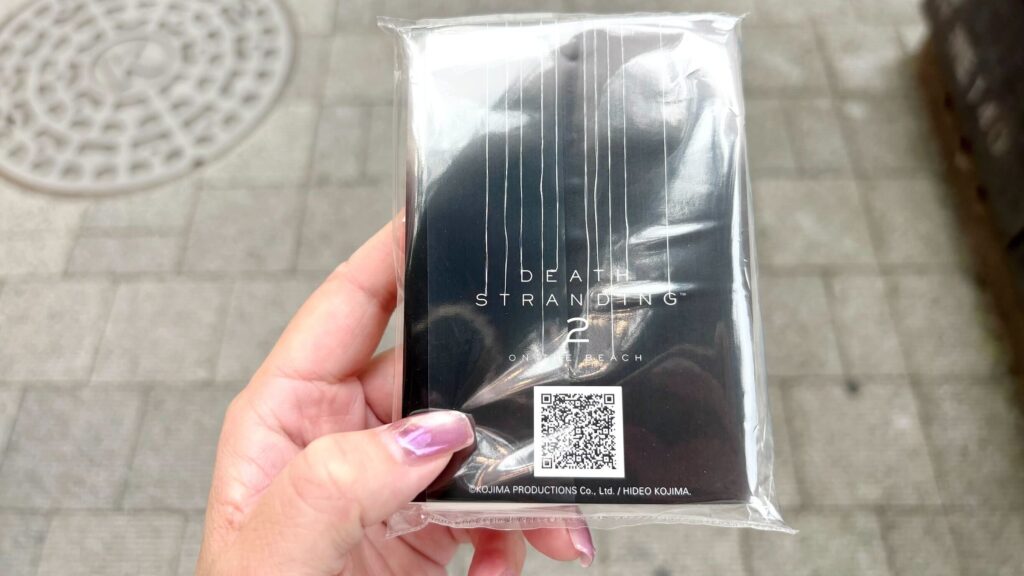 DEATH
STRANDING™
2
ON THE BEACH
©KOJIMA PRODUCTIONS Co., Ltd. / HIDEO KOJIMA.